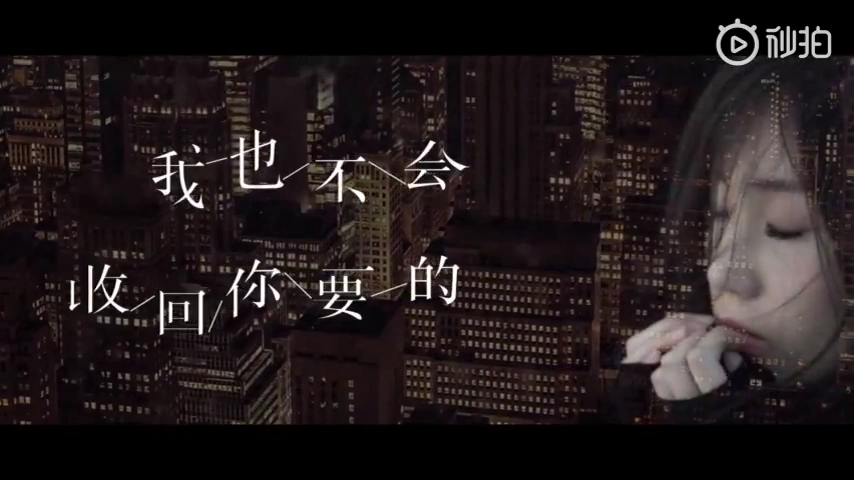 秒拍
我也不会
收回你要的